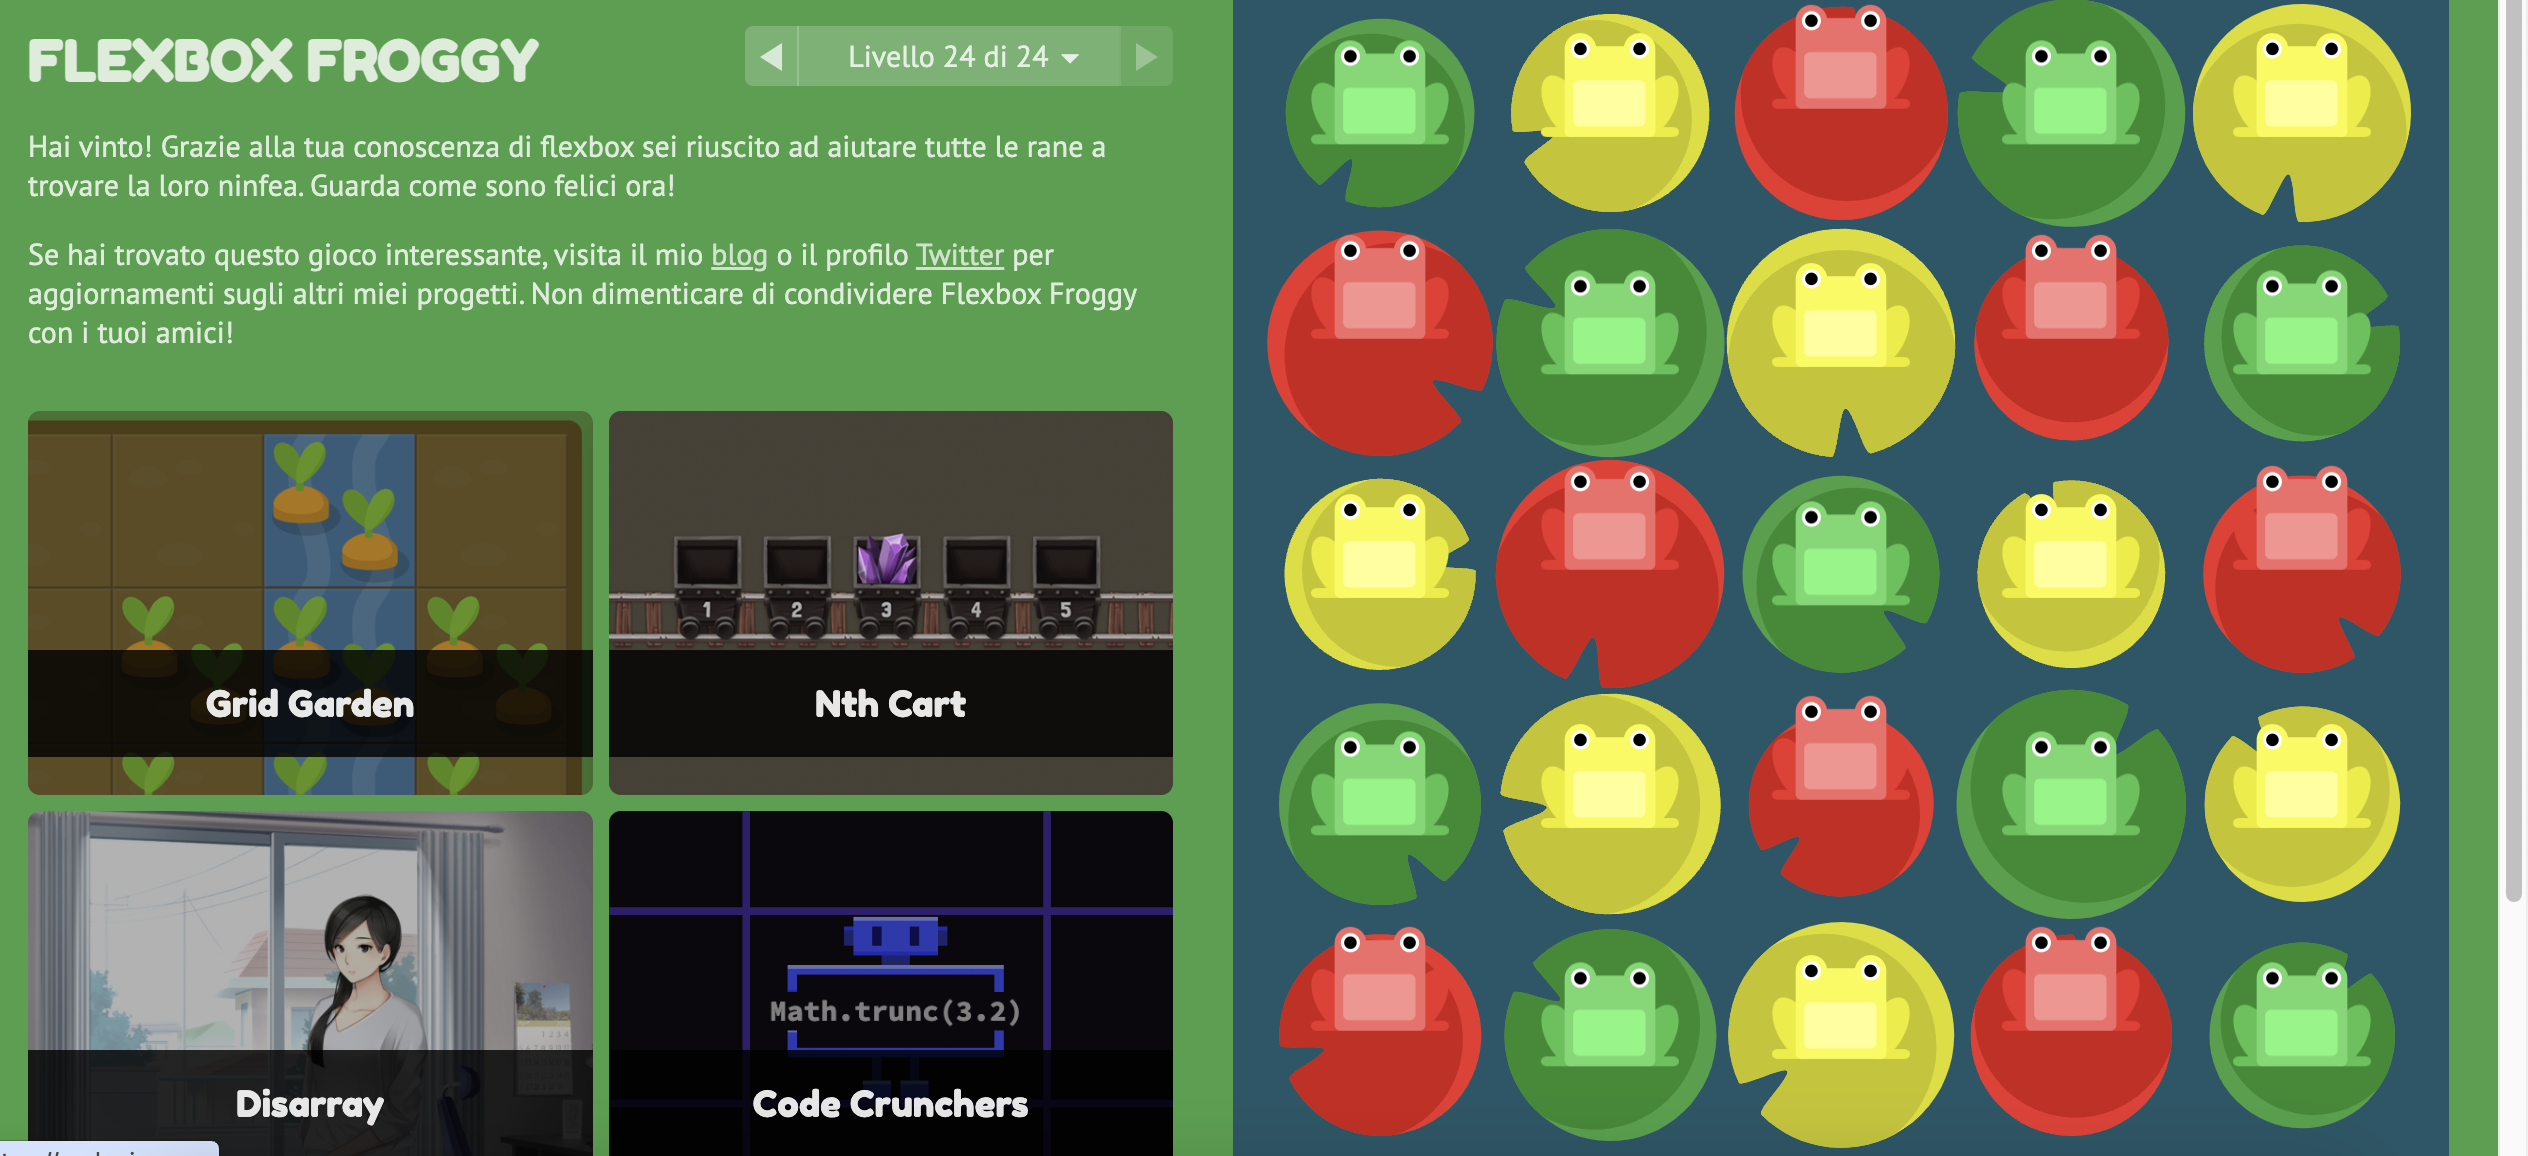 FLEXBOX FROGGY
Livello 24 di 24
Hai vinto! Grazie alla tua conoscenza di flexbox sei riuscito ad aiutare tutte le rane a
trovare la loro ninfea. Guarda come sono felici ora!
Se hai trovato questo gioco interessante, visita il mio blog o il profilo Twitter per
aggiornamenti sugli altri miei progetti. Non dimenticare di condividere Flexbox Froggy
con i tuoi amici!
Grid Garden
1 2 3 4 5
Nth Cart
Disarray
Math.trunc(3.2)
Code Crunchers